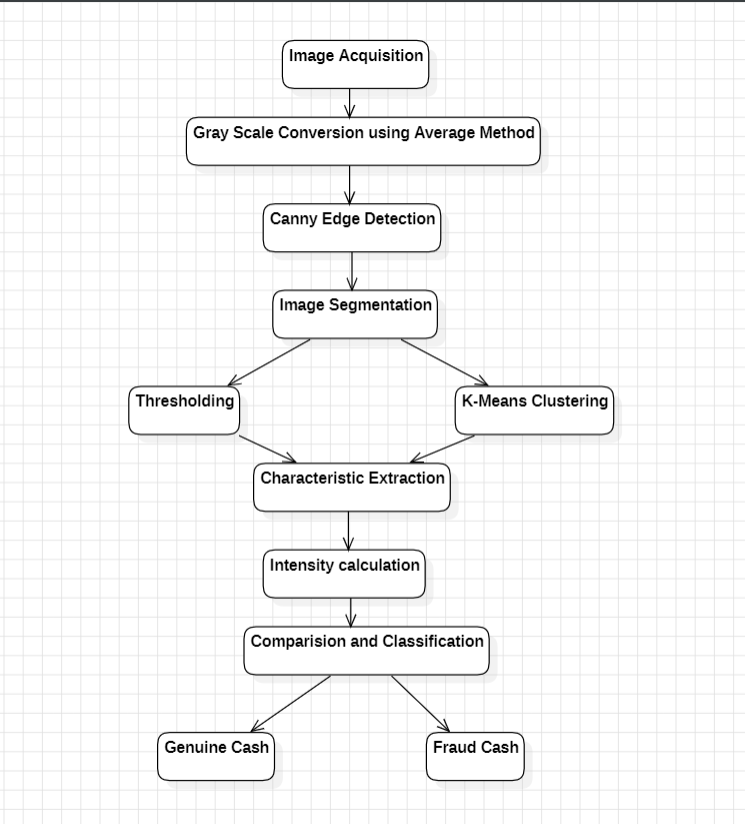 Image Acquisition
Gray Scale Conversion using Average Method
Canny Edge Detection
Image Segmentation
Thresholding
K-Means Clustering
Characteristic Extraction
Intensity calculation
Comparision and Classification
Genuine Cash
Fraud Cash